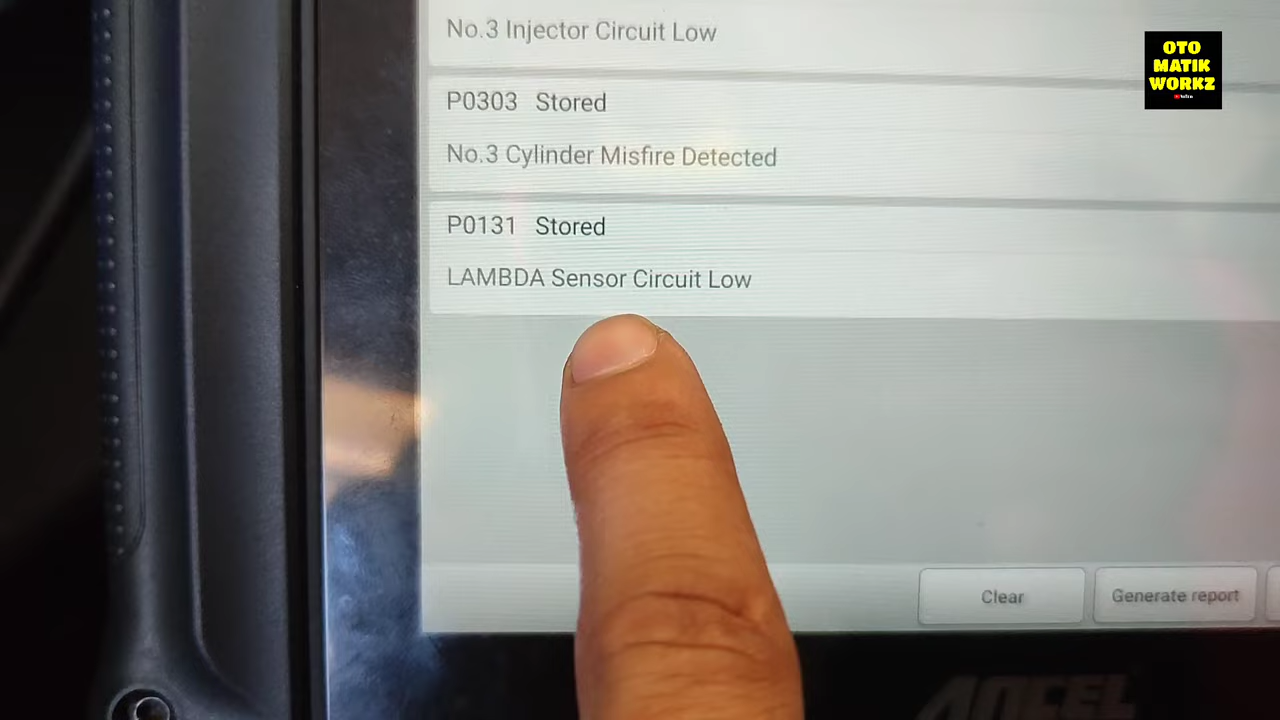 No.3 Injector Circuit Low
P0303 Stored
No.3 Cylinder Misfire Detected
P0131 Stored
LAMBDA Sensor Circuit Low
Clear
Generate report
ANCEL
OTO
MATIK
WORKZ